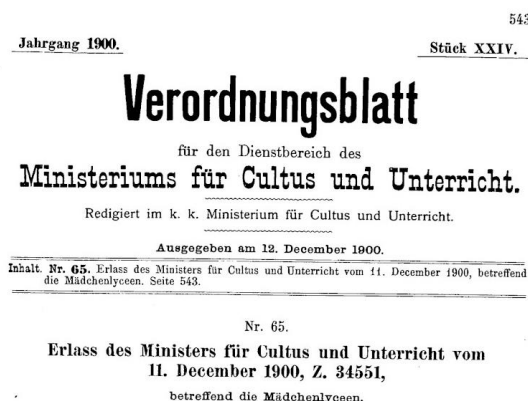 543
Jahrgang 1900.
Stück XXIV.
Verordnungsblatt
für den Dienstbereich des
Ministeriums für Cultus und Unterricht.
Redigiert im k. k. Ministerium für Cultus und Unterricht.
Ausgegeben am 12. December 1900.
Inhalt. Nr. 65. Erlass des Ministers für Cultus und Unterricht vom 11. December 1900, betreffend
die Mädchenlyceen. Seite 543.
Nr. 65.
Erlass des Ministers für Cultus und Unterricht vom
11. December 1900, Z. 34551,
betreffend die Mädchenlyceen.